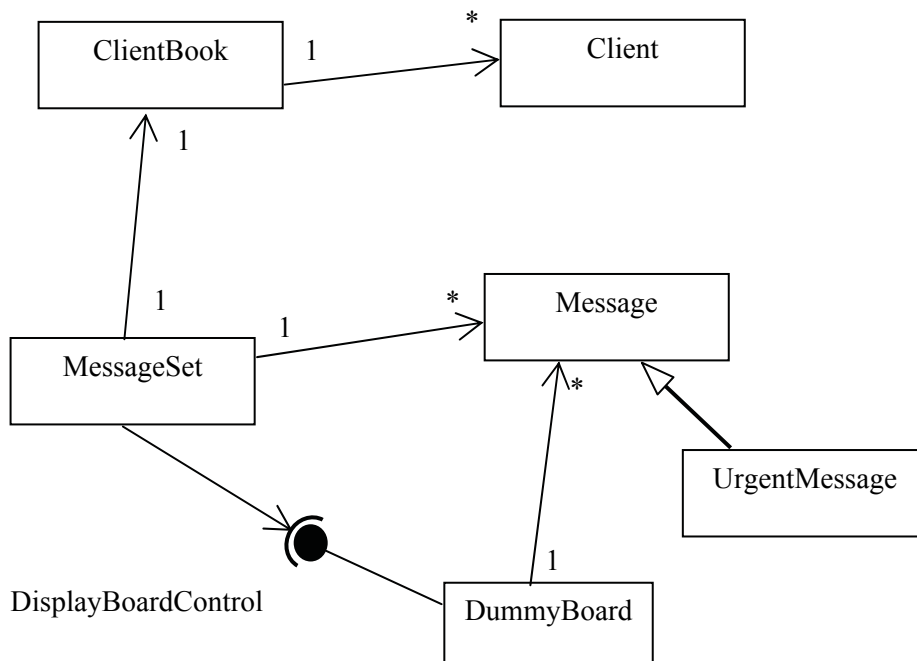 ClientBook
1
*
Client
1
1
1
*
Message
MessageSet
*
UrgentMessage
DisplayBoardControl
1
DummyBoard